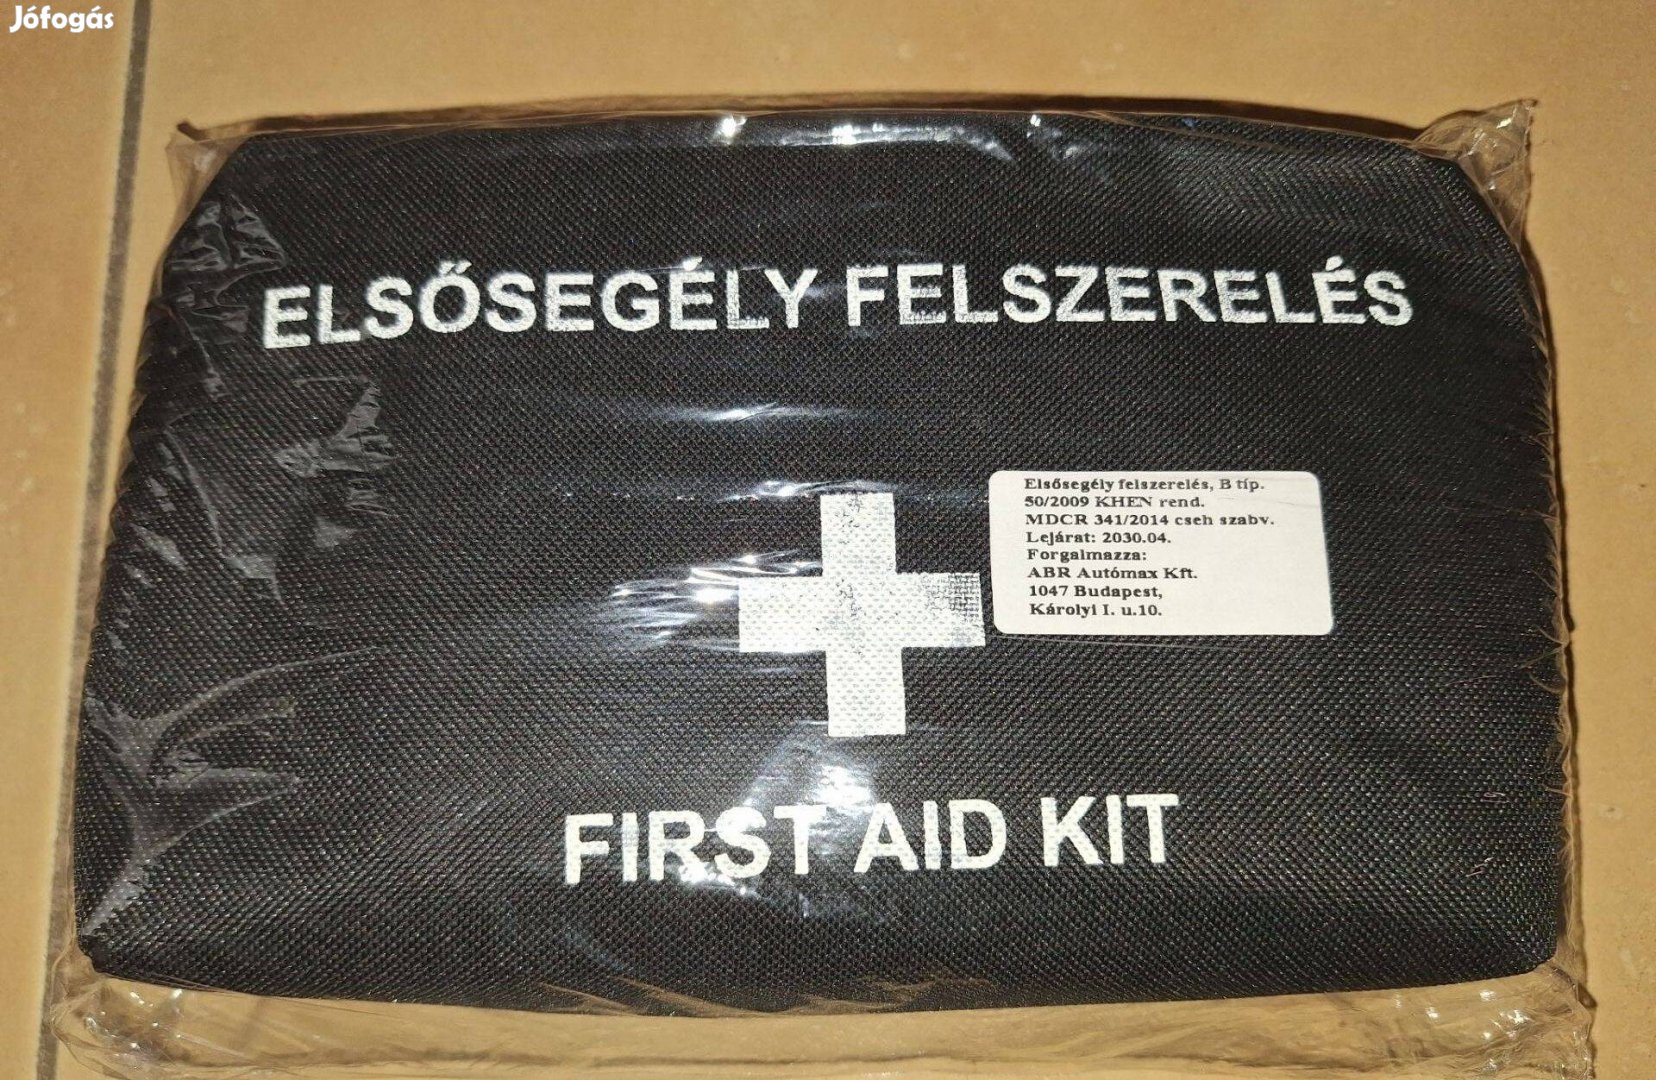 Jófogás
ELSŐSEGÉLY FELSZERELÉS
Elsősegély felszerelés, B típ.
50/2009 KHEN rend.
MDCR 341/2014 cseh szabv.
Lejárat: 2030.04.
Forgalmazza:
ABR Autómax Kft.
1047 Budapest,
Károlyi I. u.10.
FIRST AID KIT